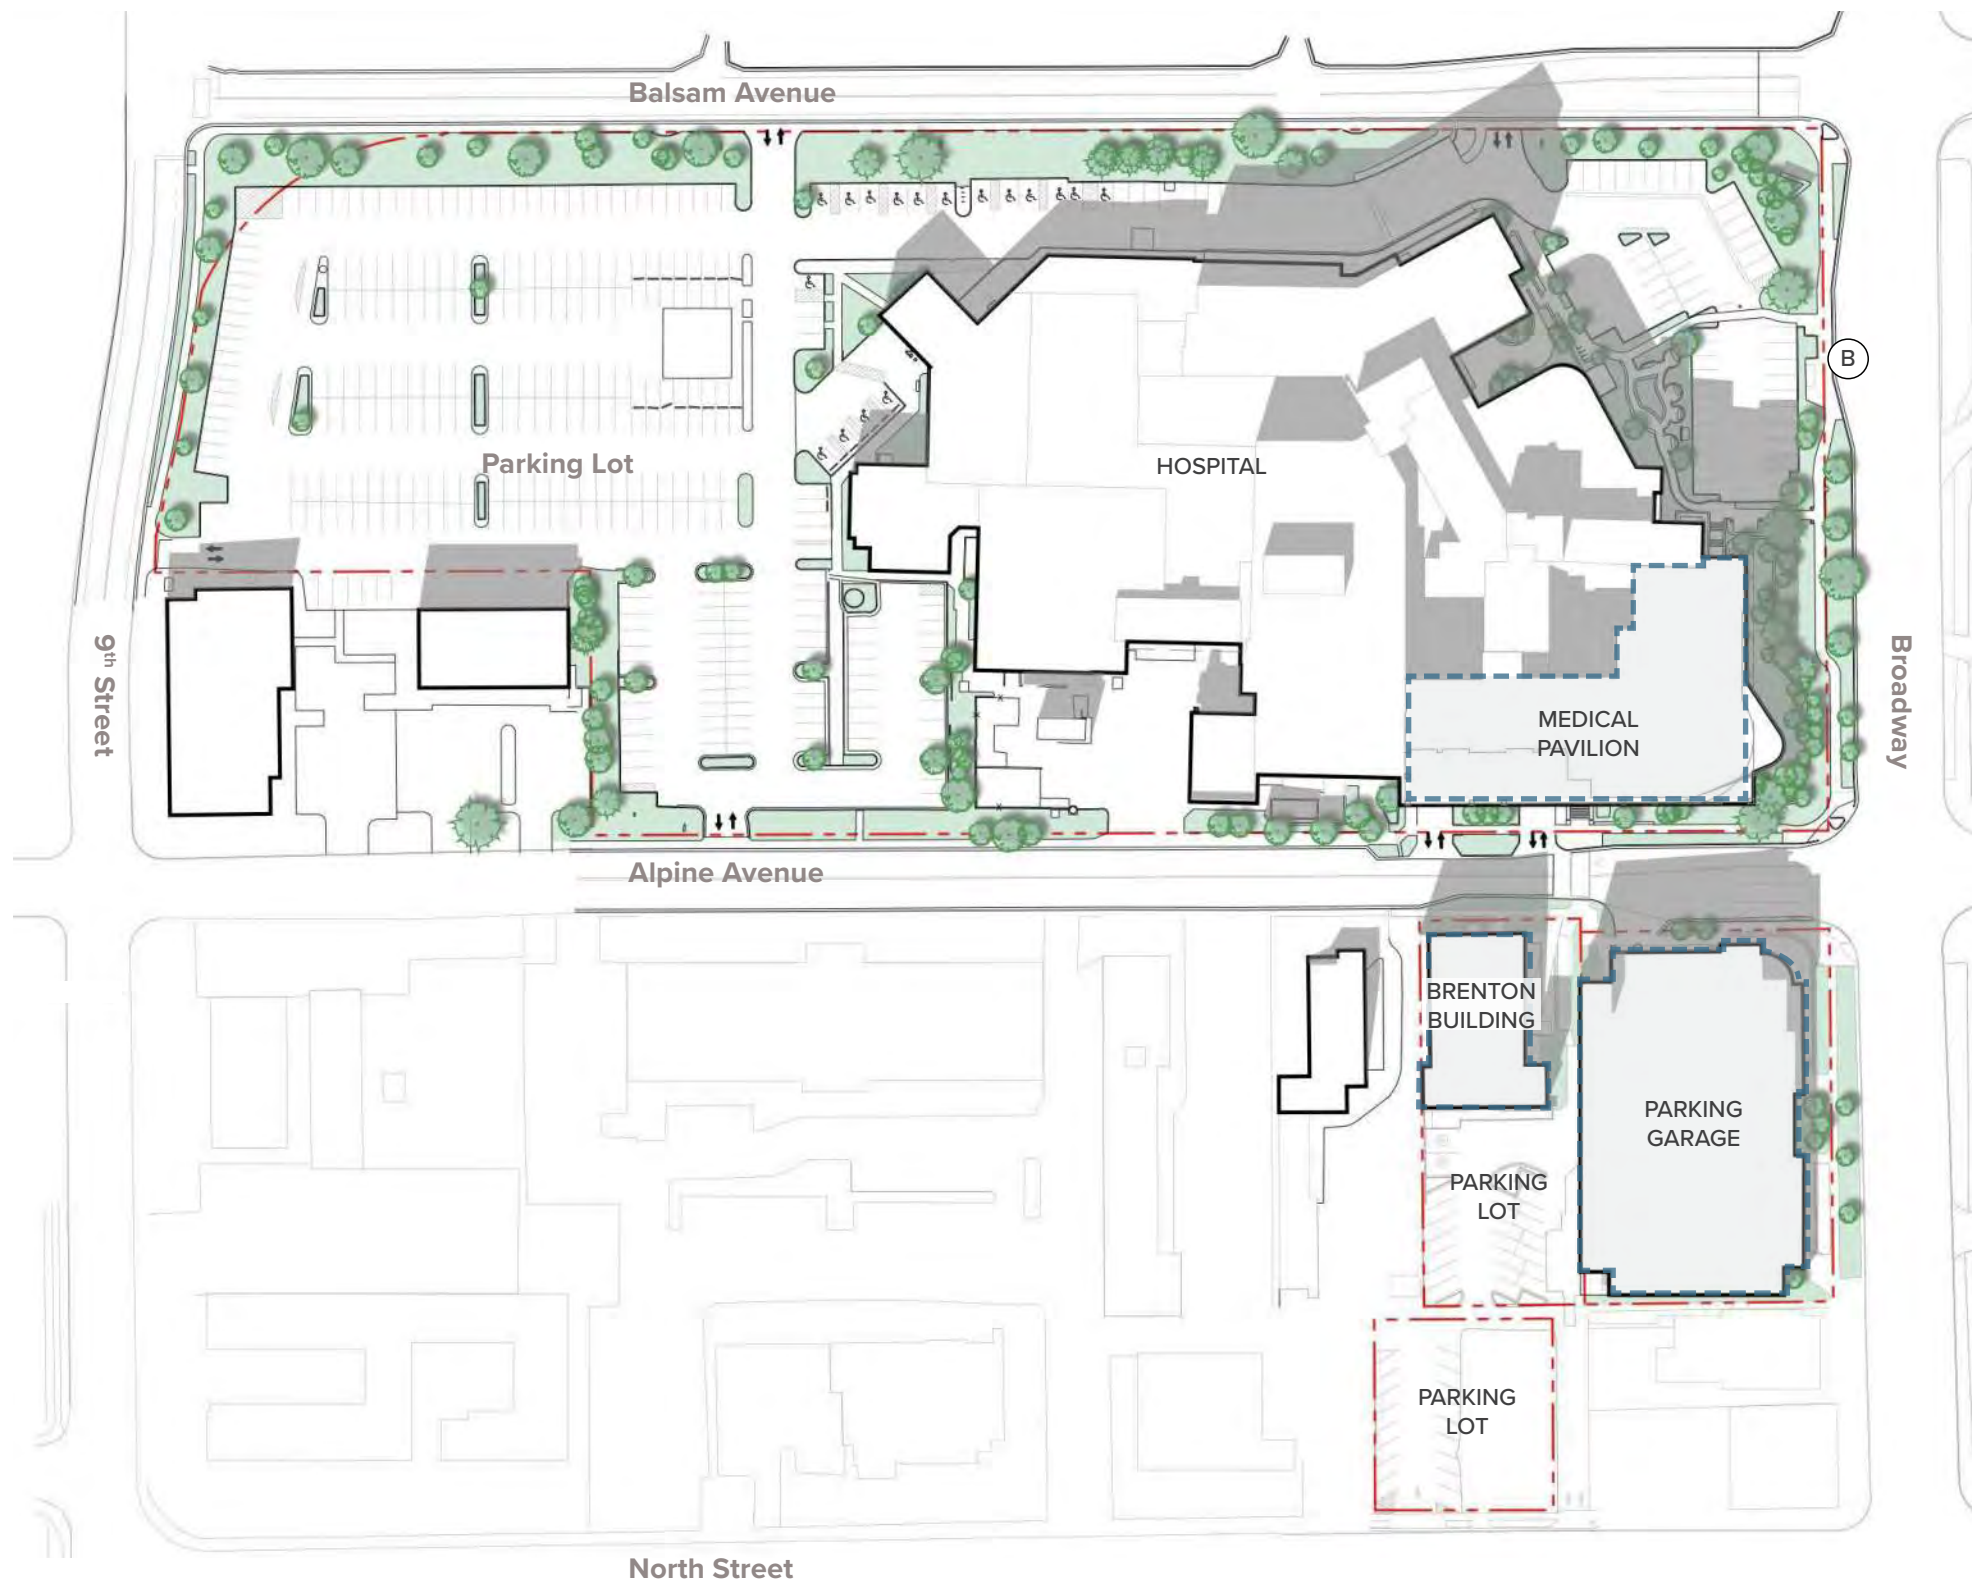 Balsam Avenue
B
Parking Lot
HOSPITAL
9th Street
Broadway
MEDICAL
PAVILION
Alpine Avenue
BRENTON
BUILDING
PARKING
GARAGE
PARKING
LOT
PARKING
LOT
North Street